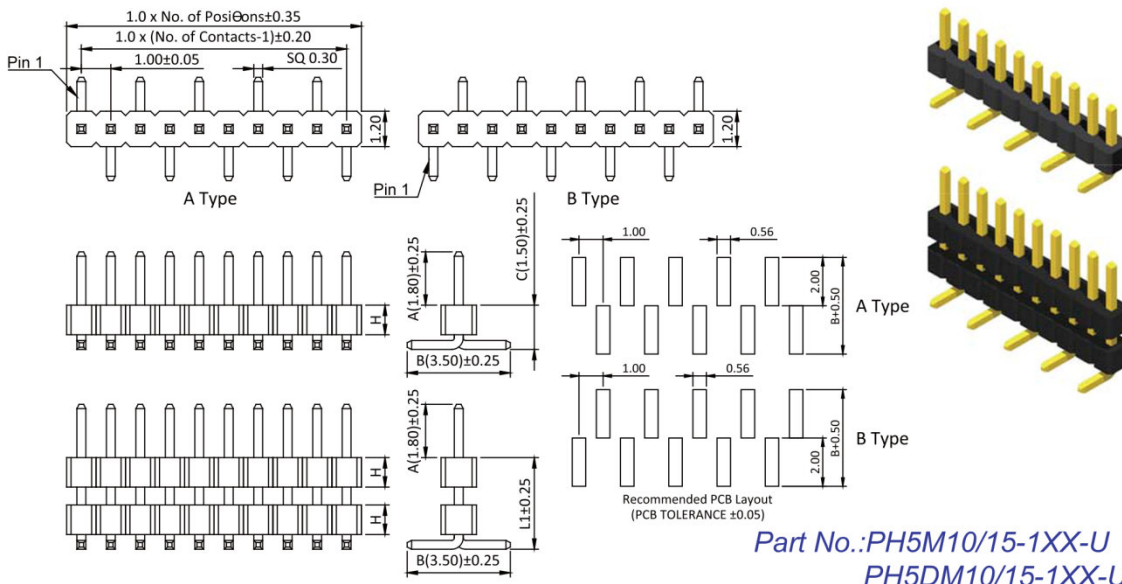 1.0 x No. of PosiӨons±0.35
1.0 x (No. of Contacts-1)±0.20
1.00±0.05
SQ 0.30
Pin 1
1.20
A Type
Pin 1
1.20
B Type
A(1.80)±0.25
C(1.50)±0.25
H
B(3.50)±0.25
1.00
0.56
2.00
B+0.50
A Type
1.00
0.56
2.00
B+0.50
B Type
Recommended PCB Layout
(PCB TOLERANCE ±0.05)
A(1.80)±0.25
L1±0.25
H
H
B(3.50)±0.25
Part No.:PH5M10/15-1XX-U
PH5DM10/15-1XX-U